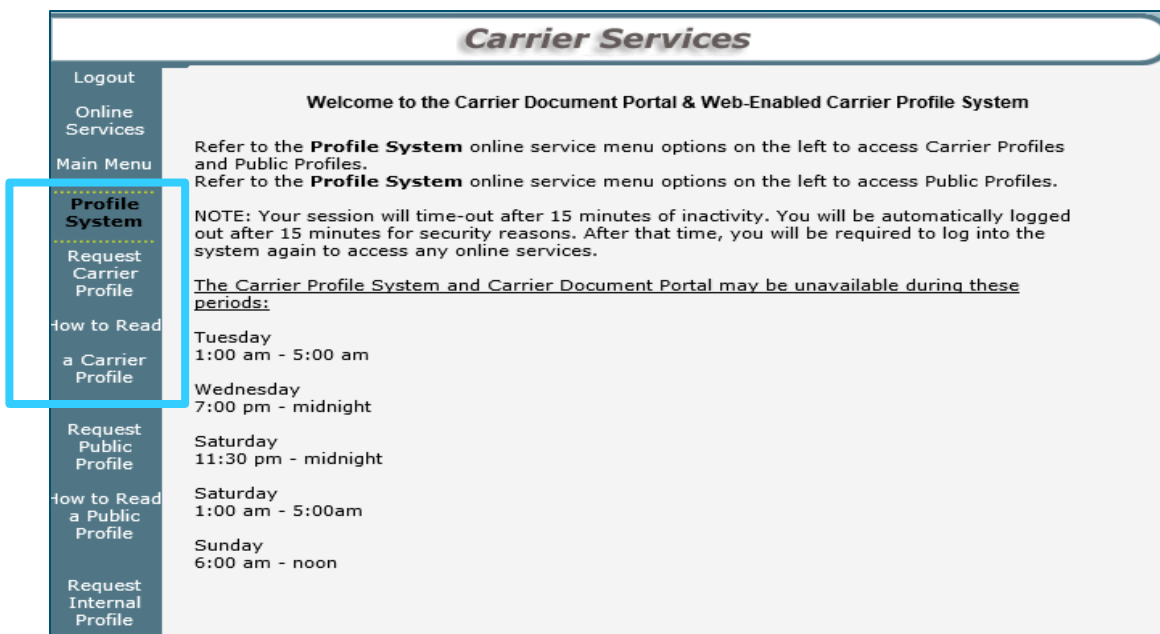 Carrier Services
Logout
Online
Services
Main Menu
Profile
System
Request
Carrier
Profile
How to Read
a Carrier
Profile
Request
Public
Profile
How to Read
a Public
Profile
Request
Internal
Profile
Welcome to the Carrier Document Portal & Web-Enabled Carrier Profile System
Refer to the Profile System online service menu options on the left to access Carrier Profiles
and Public Profiles.
Refer to the Profile System online service menu options on the left to access Public Profiles.
NOTE: Your session will time-out after 15 minutes of inactivity. You will be automatically logged
out after 15 minutes for security reasons. After that time, you will be required to log into the
system again to access any online services.
The Carrier Profile System and Carrier Document Portal may be unavailable during these
periods:
Tuesday
1:00 am - 5:00 am
Wednesday
7:00 pm - midnight
Saturday
11:30 pm - midnight
Saturday
1:00 am - 5:00am
Sunday
6:00 am - noon